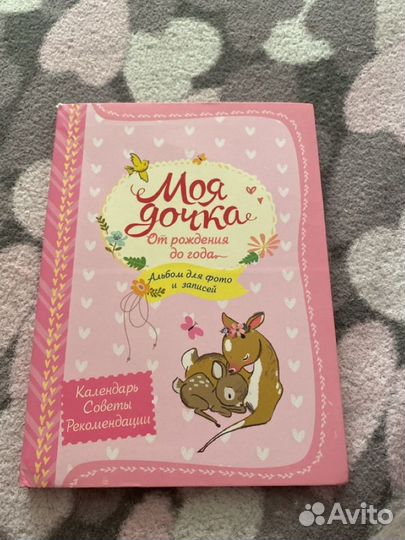 Моя
дочка
От рождения
до года
Альбом для фото
и записей
Календарь
Советы
Рекомендации
Avito